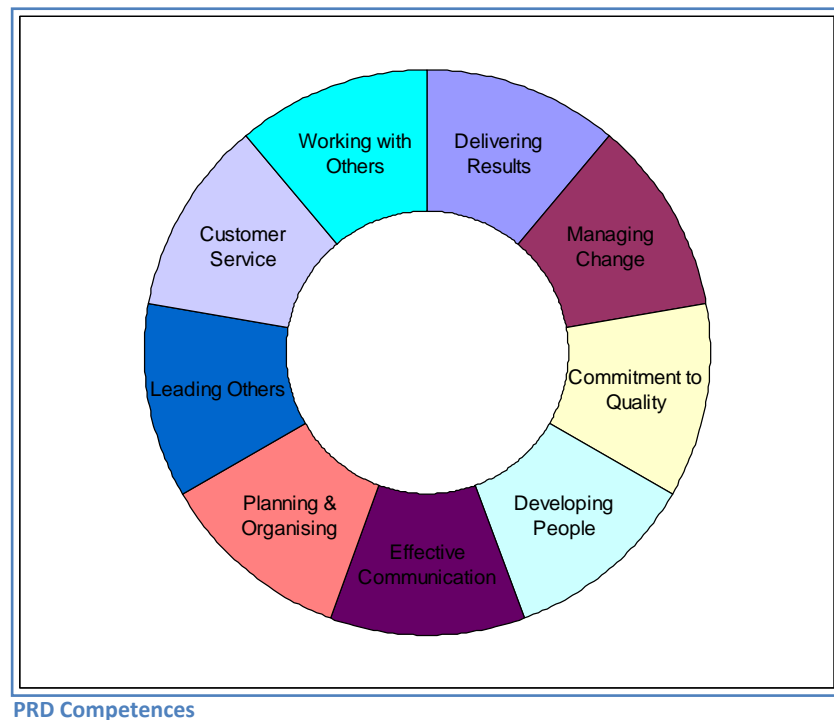 Working with
Others
Delivering
Results
Customer
Service
Managing
Change
Leading Others
Commitment to
Quality
Planning &
Organising
Developing
People
Effective
Communication
PRD Competences